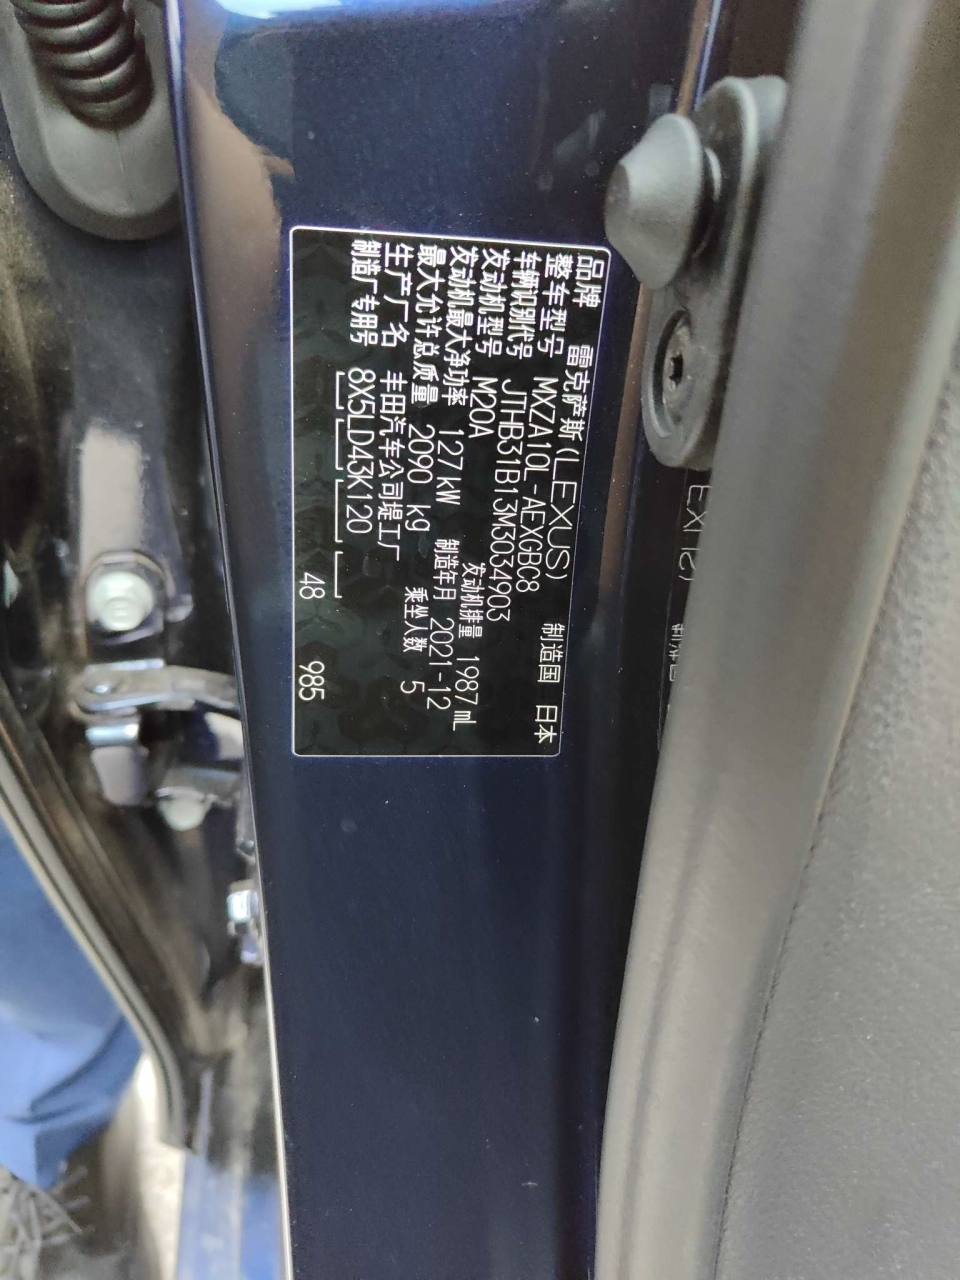 品牌 雷克萨斯(LEXUS) 制造国 日本
整车型号 MXZA10L-AEXGBC8
车辆识别代号 JTHB31B13M3034903
发动机型号 M20A 发动机排量 1987 mL
发动机最大净功率 127 kW 制造年月 2021-12
最大允许总质量 2090 kg 乘坐人数 5
生产厂名 丰田汽车公司堤工厂
制造厂专用号 8X5LD43K120
48 985